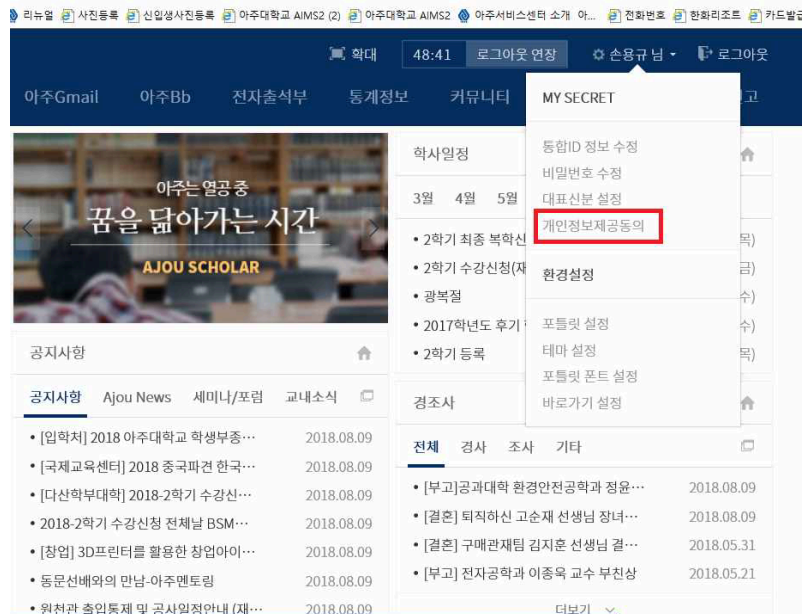 리뉴얼 사진등록 신입생사진등록 아주대학교 AIMS2 (2) 아주대학교 AIMS2 아주서비스센터 소개 아... 전화번호 한화리조트 카드발급
확대 48:41 로그아웃 연장 손용규 님 로그아웃
아주Gmail 아주Bb 전자출석부 통계정보 커뮤니티
MY SECRET
통합ID 정보 수정
비밀번호 수정
대표신분 설정
개인정보제공동의
환경설정
포틀릿 설정
테마 설정
포틀릿 폰트 설정
바로가기 설정
아주는 열공 중
꿈을 닮아가는 시간
AJOU SCHOLAR
학사일정
3월 4월 5월
• 2학기 최종 복학신
• 2학기 수강신청(재
• 광복절
• 2017학년도 후기
• 2학기 등록
공지사항
공지사항 Ajou News 세미나/포럼 교내소식
• [입학처] 2018 아주대학교 학생부종… 2018.08.09
• [국제교육센터] 2018 중국파견 한국… 2018.08.09
• [다산학부대학] 2018-2학기 수강신… 2018.08.09
• 2018-2학기 수강신청 전체날 BSM… 2018.08.09
• [창업] 3D프린터를 활용한 창업아이… 2018.08.09
• 동문선배와의 만남-아주멘토링 2018.08.09
• 원천관 출입통제 및 공사일정안내 (재… 2018.08.09
경조사
전체 경사 조사 기타
• [부고]공과대학 환경안전공학과 정윤… 2018.08.09
• [결혼] 퇴직하신 고순재 선생님 장녀… 2018.08.09
• [결혼] 구매관재팀 김지훈 선생님 결… 2018.05.31
• [부고] 전자공학과 이종욱 교수 부친상 2018.05.21
더보기